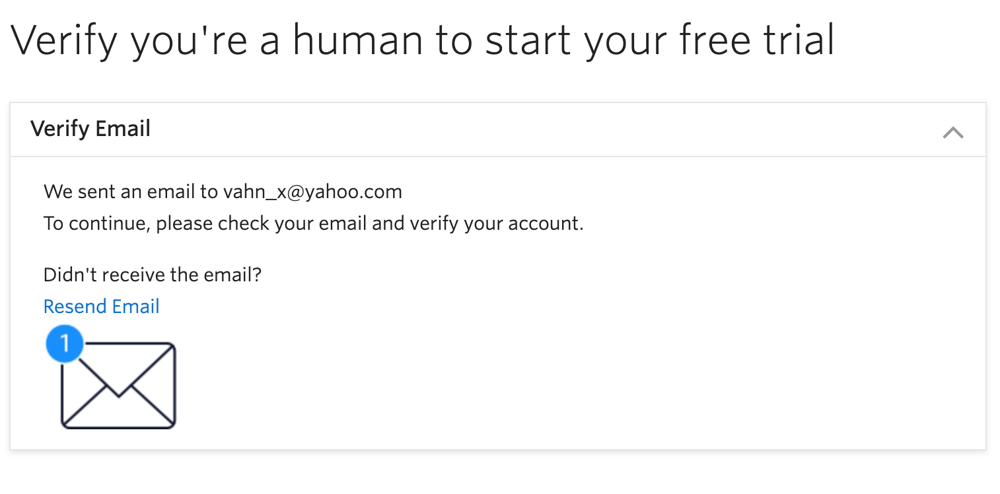 Verify you're a human to start your free trial
Verify Email
We sent an email to vahn_x@yahoo.com
To continue, please check your email and verify your account.
Didn't receive the email?
Resend Email
1